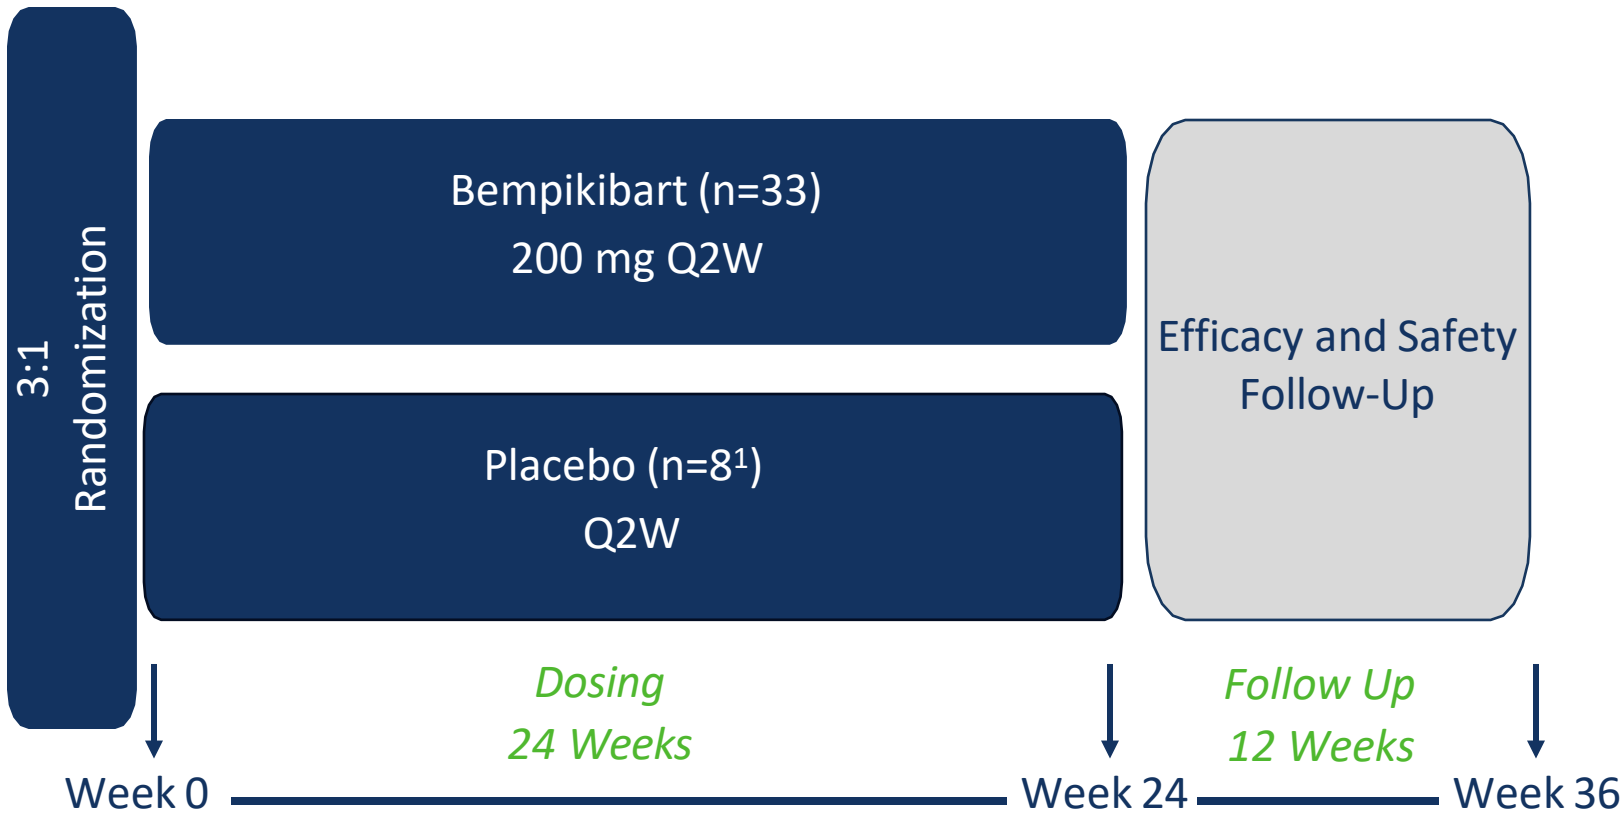 3:1
Randomization
Bempikibart (n=33)
200 mg Q2W
Placebo (n=8¹)
Q2W
Efficacy and Safety
Follow-Up
Dosing
24 Weeks
Follow Up
12 Weeks
Week 0
Week 24
Week 36